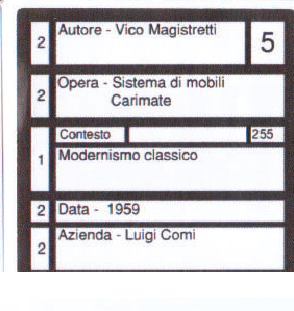 2 Autore - Vico Magistretti 5
2 Opera - Sistema di mobili
Carimate
Contesto 255
1 Modernismo classico
2 Data - 1959
2 Azienda - Luigi Comi